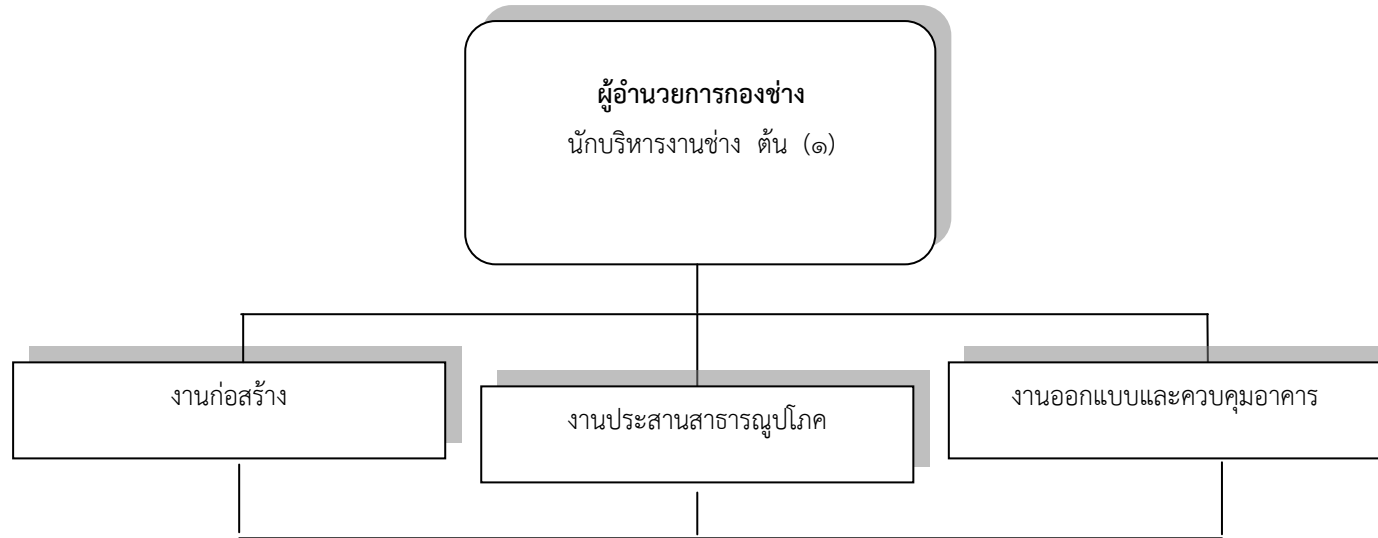 ผู้อำนวยการกองช่าง
นักบริหารงานช่าง ต้น (๑)
งานก่อสร้าง
งานประสานสาธารณูปโภค
งานออกแบบและควบคุมอาคาร